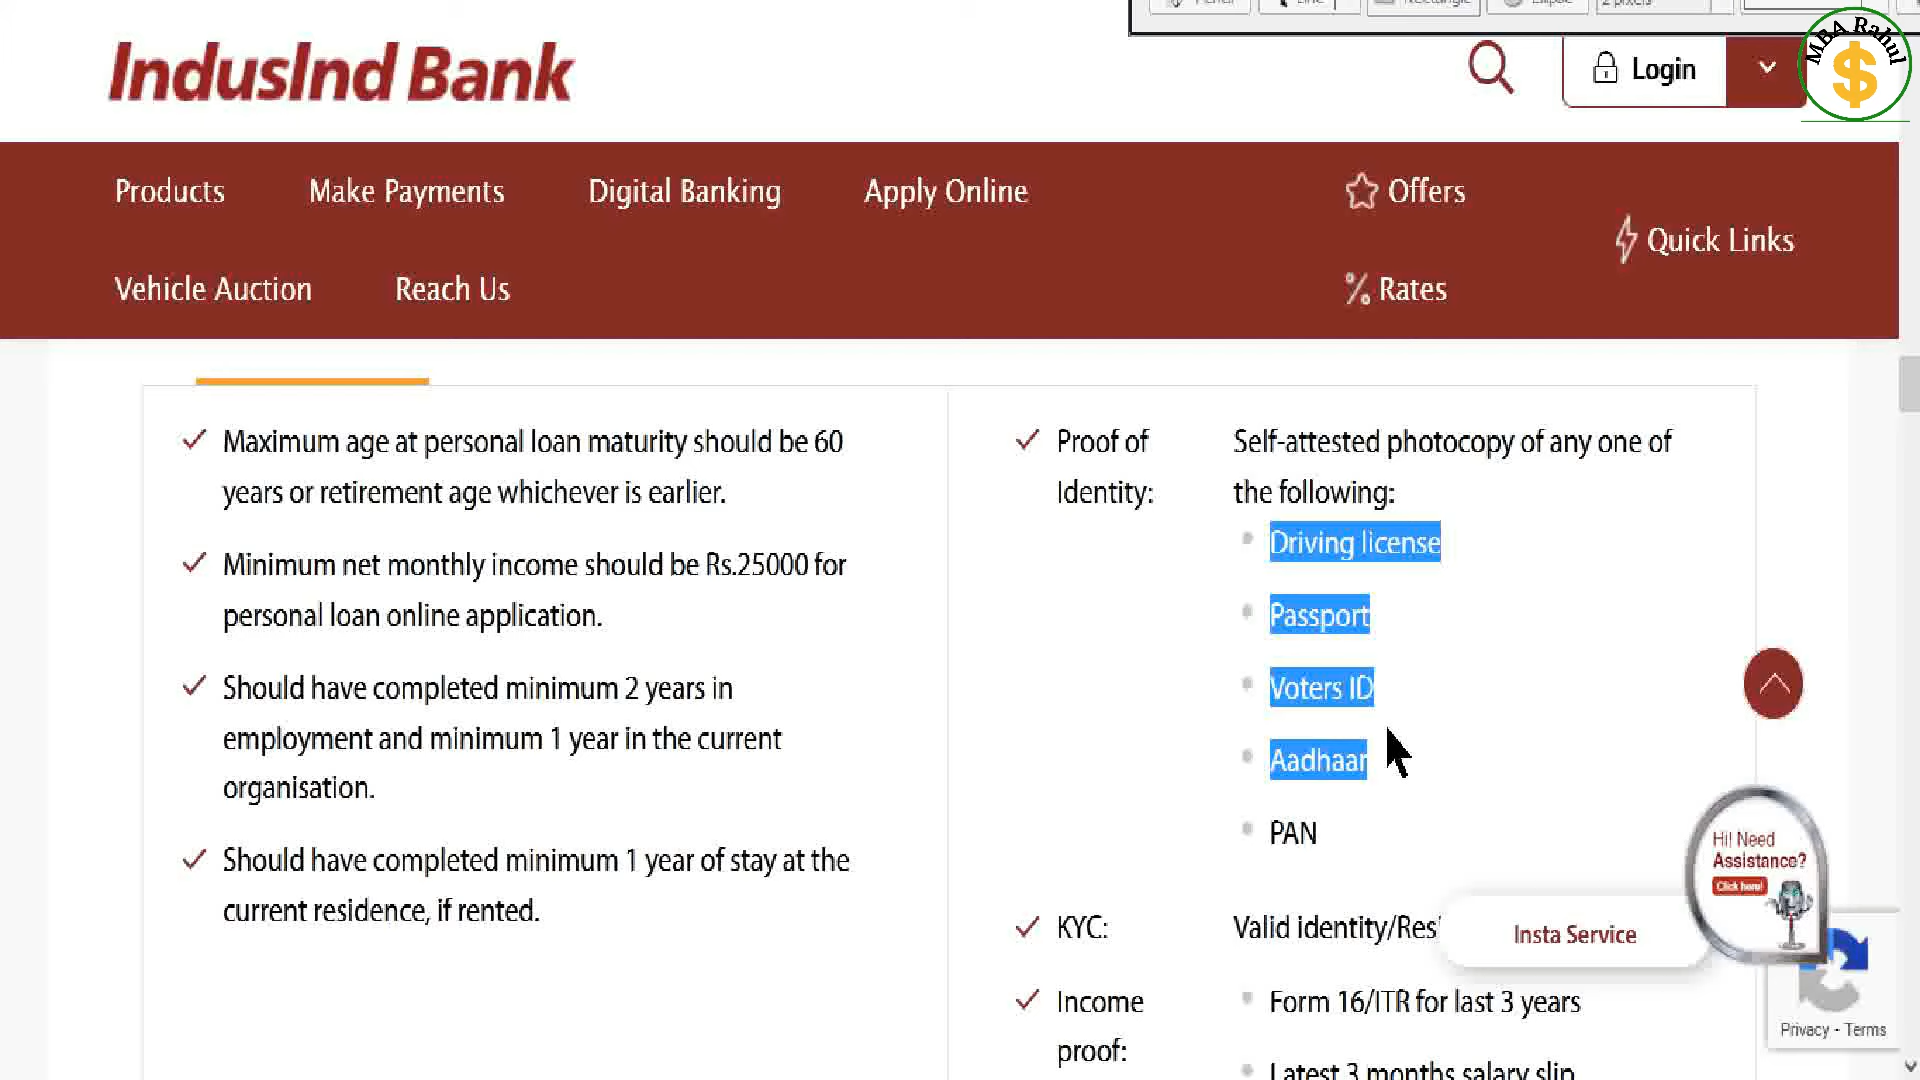 2 pixels
MBA Rahul
IndusInd Bank
Login
Products
Make Payments
Digital Banking
Apply Online
Offers
Quick Links
Vehicle Auction
Reach Us
Rates
Maximum age at personal loan maturity should be 60
years or retirement age whichever is earlier.
Minimum net monthly income should be Rs.25000 for
personal loan online application.
Should have completed minimum 2 years in
employment and minimum 1 year in the current
organisation.
Should have completed minimum 1 year of stay at the
current residence, if rented.
Proof of
Identity:
Self-attested photocopy of any one of
the following:
Driving license
Passport
Voters ID
Aadhaar
PAN
KYC:
Valid identity/Res
Income
proof:
Form 16/ITR for last 3 years
Latest 3 months salary slip
Hi! Need
Assistance?
Click here!
Insta Service
Privacy - Terms